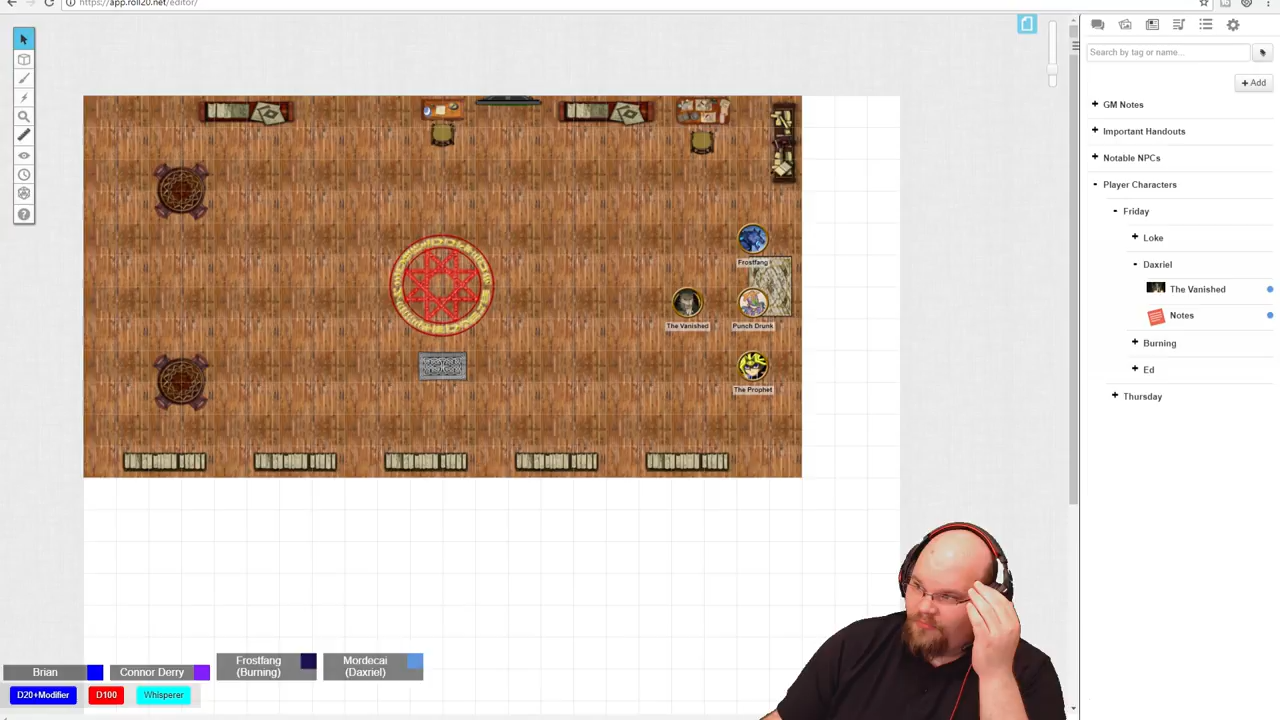 https://app.roll20.net/editor/
Search by tag or name...
+ Add
GM Notes
Important Handouts
Notable NPCs
Player Characters
Friday
Loke
Daxriel
The Vanished
Notes
Burning
Ed
Thursday
Frostfang
The Vanished
Punch Drunk
The Prophet
Brian
Connor Derry
Frostfang
(Burning)
Mordecai
(Daxriel)
D20+Modifier
D100
Whisperer